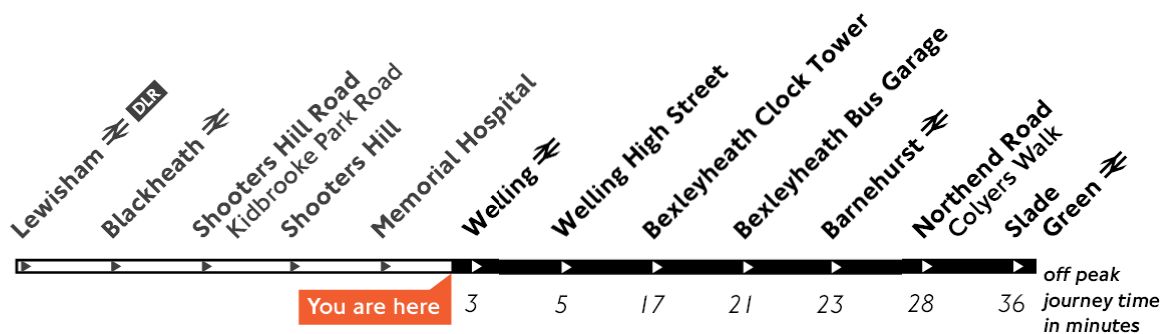 Lewisham DLR
Blackheath
Shooters Hill Road
Kidbrooke Park Road
Shooters Hill
Memorial Hospital
Welling
Welling High Street
Bexleyheath Clock Tower
Bexleyheath Bus Garage
Barnehurst
Northend Road
Colyers Walk
Slade
Green
You are here
3 5 17 21 23 28 36
off peak
journey time
in minutes